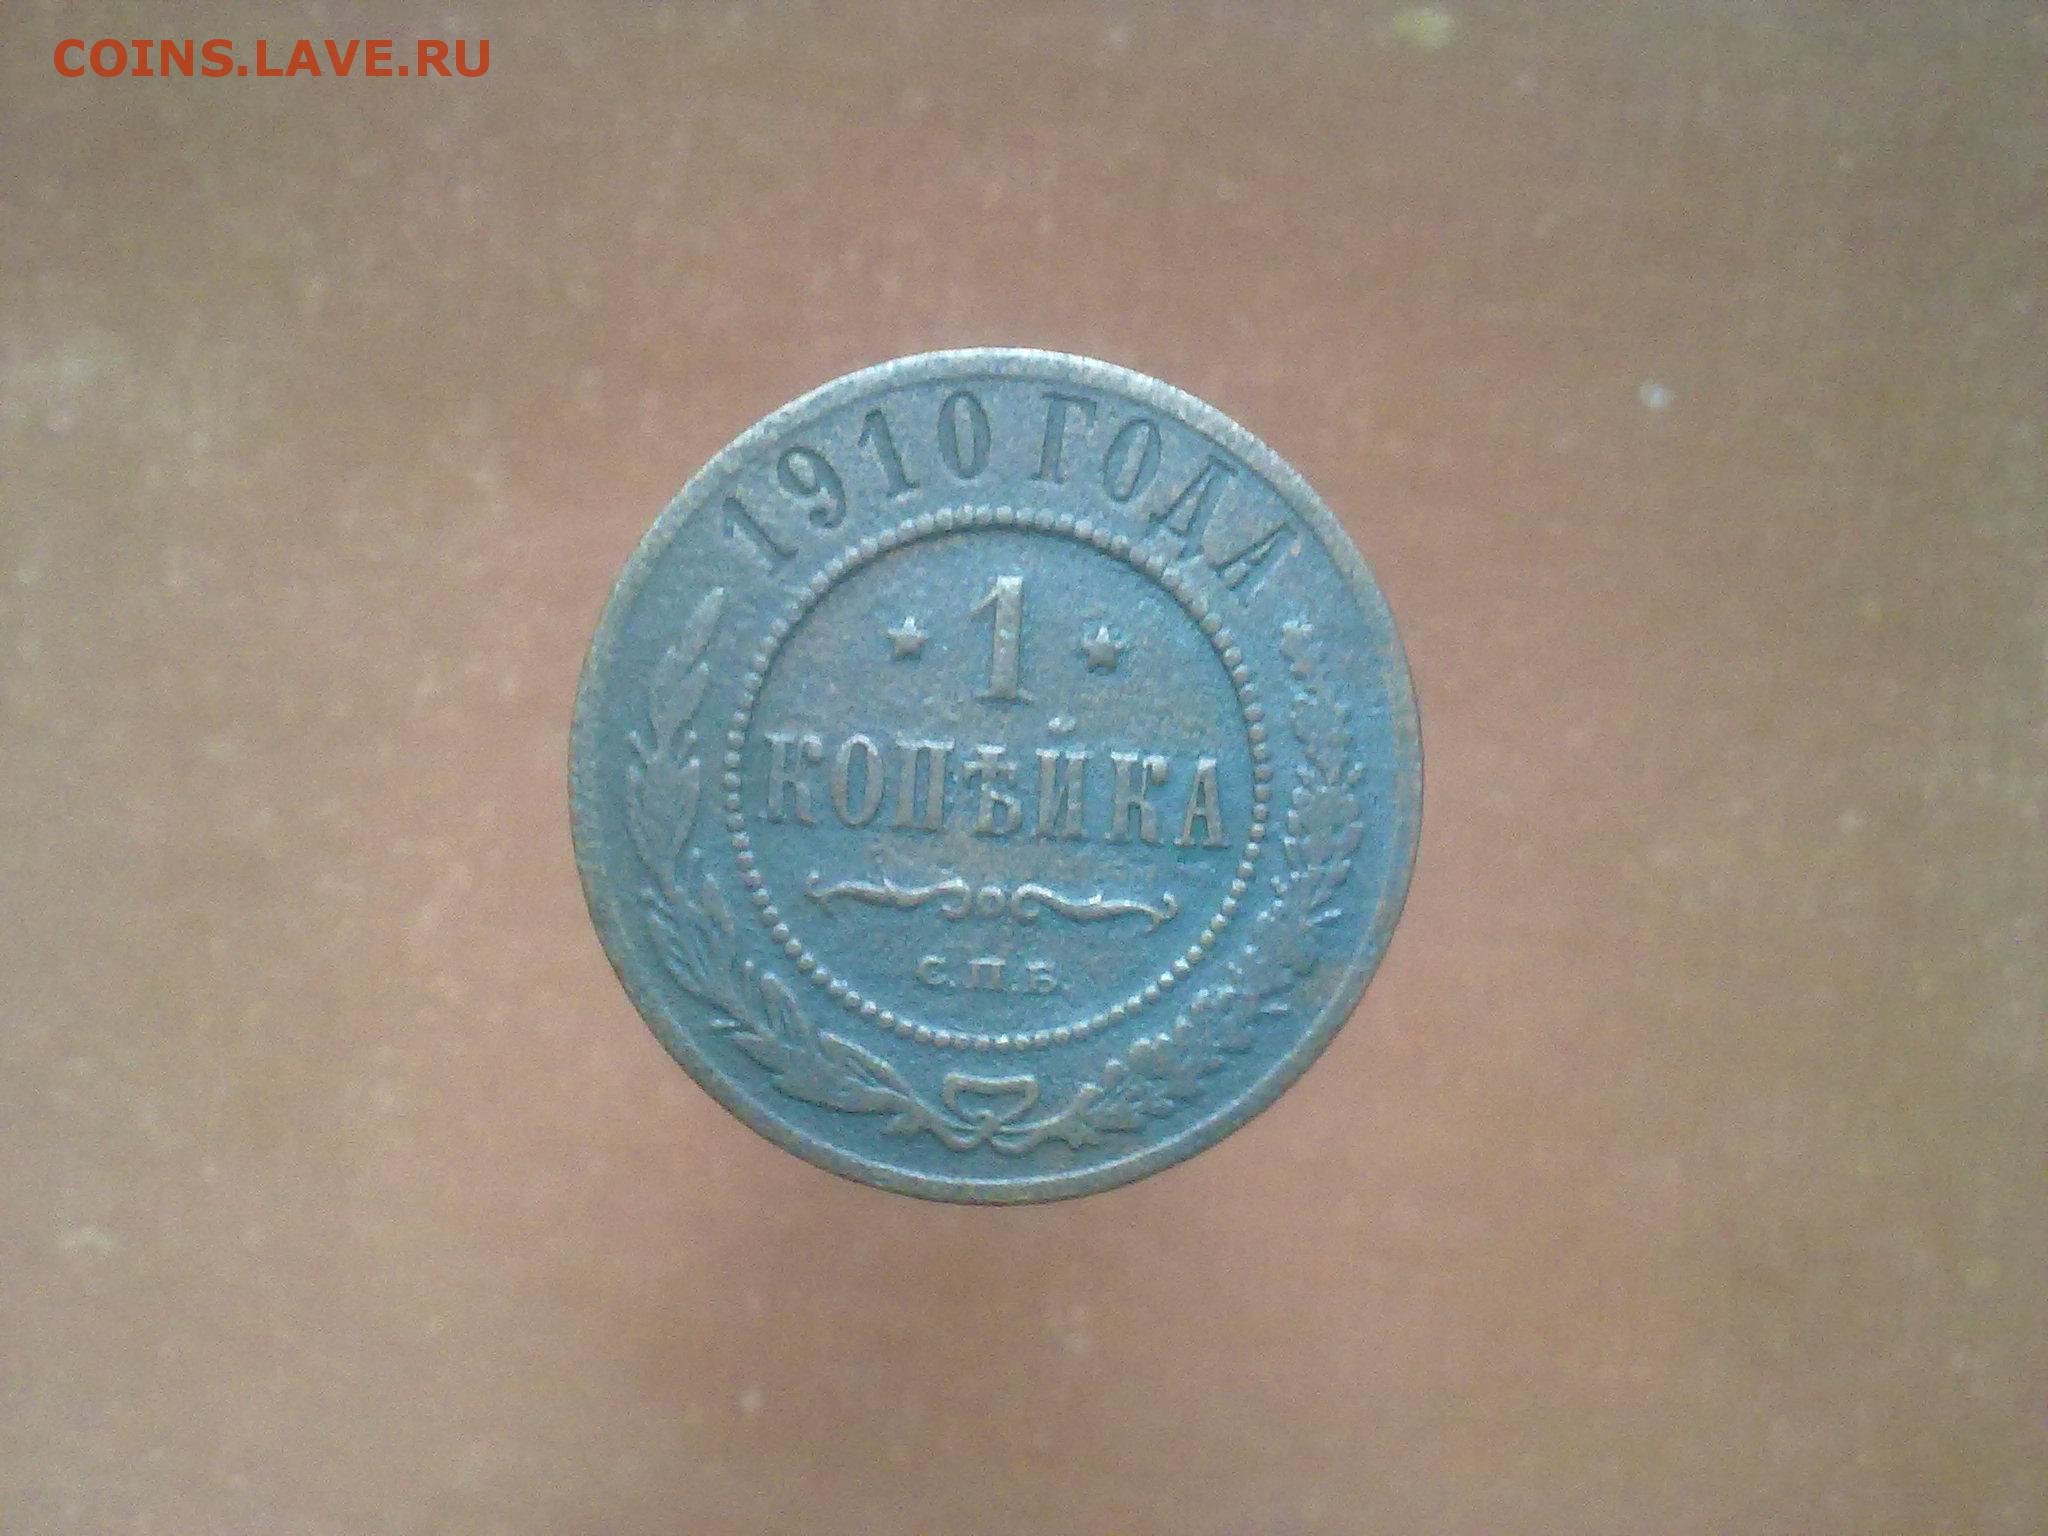 COINS.LAVE.RU
1910 ГОДА
1
КОПѢЙКА
С.П.Б.